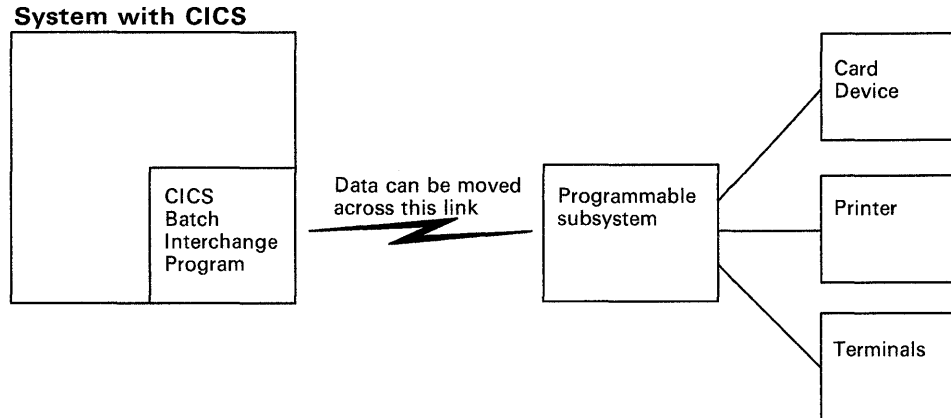 System with CICS
CICS
Batch
Interchange
Program
Data can be moved
across this link
Programmable
subsystem
Card
Device
Printer
Terminals